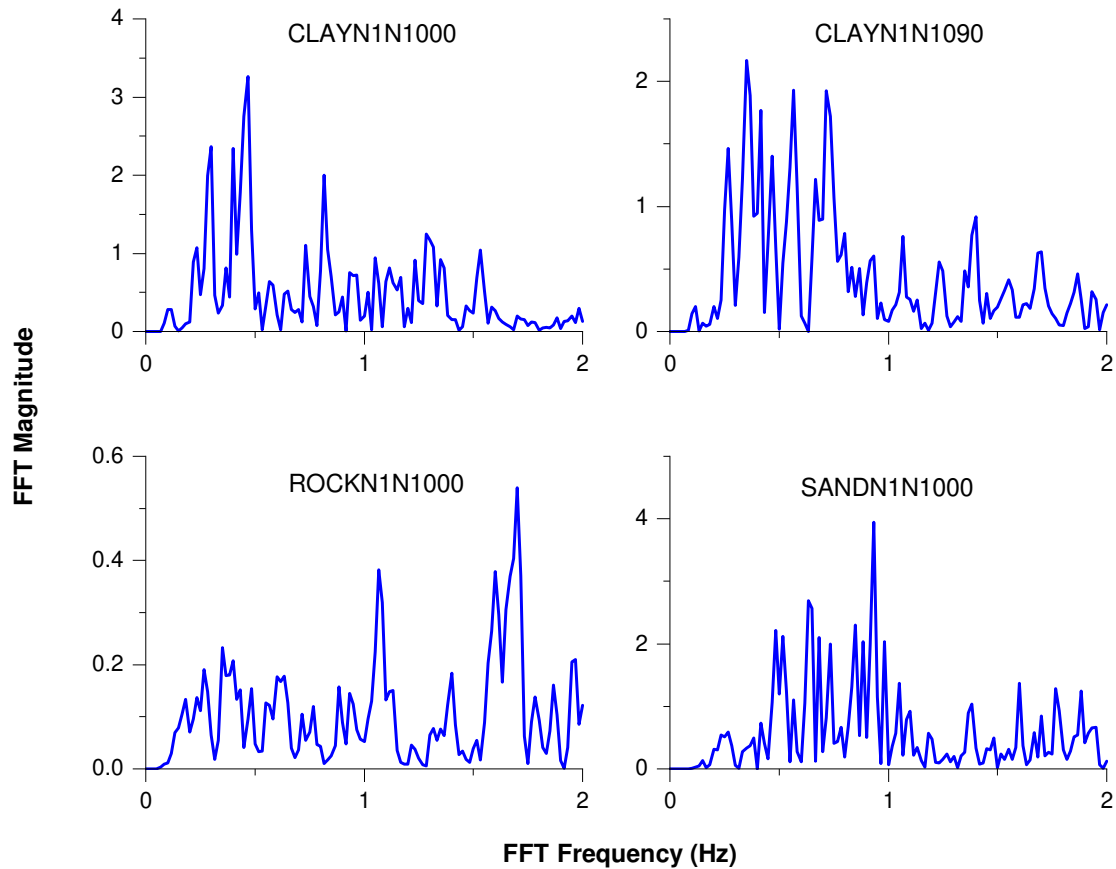 CLAYN1N1000
4
3
2
1
0
0 1 2
CLAYN1N1090
2
1
0
0 1 2
FFT Magnitude
ROCKN1N1000
0.6
0.4
0.2
0.0
0 1 2
SANDN1N1000
4
2
0
0 1 2
FFT Frequency (Hz)